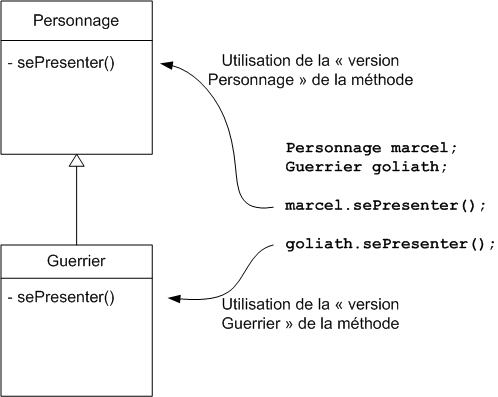 Personnage
- sePresenter()
Utilisation de la « version
Personnage » de la méthode
Personnage marcel;
Guerrier goliath;
marcel.sePresenter();
goliath.sePresenter();
Guerrier
- sePresenter()
Utilisation de la « version
Guerrier » de la méthode